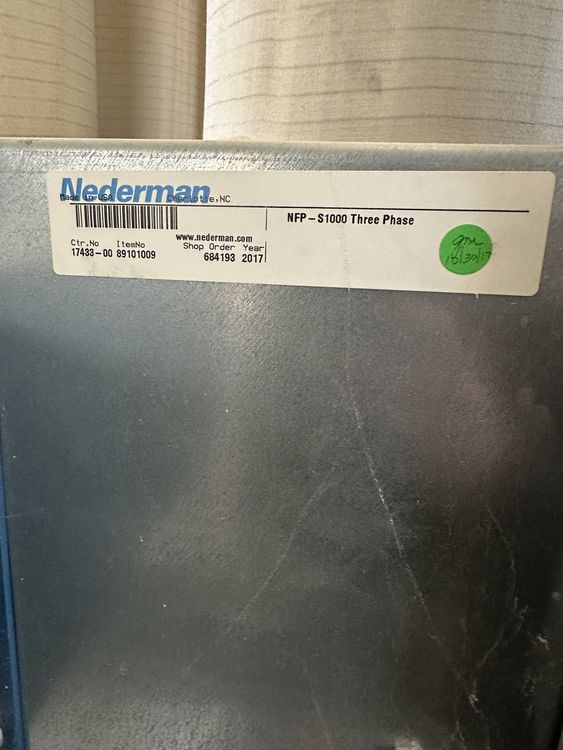 Nederman
Made in USA Charlotte,NC
NFP-S1000 Three Phase
www.nederman.com
Ctr.No ItemNo Shop Order Year
17433-00 89101009 684193 2017